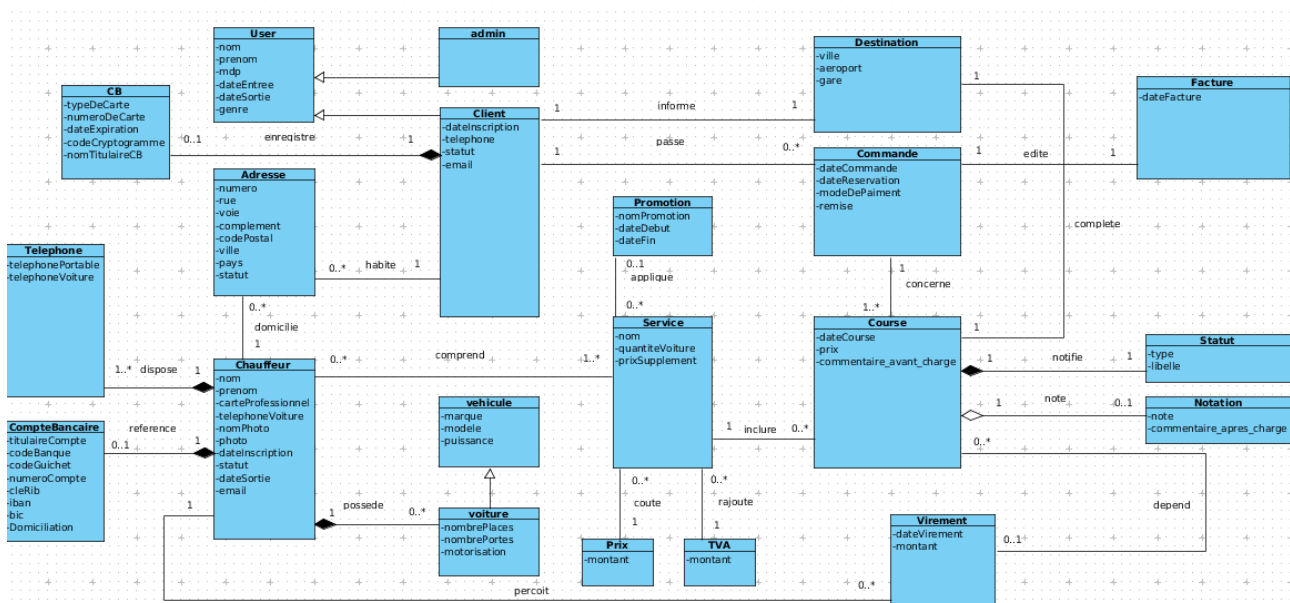 User
-nom
-prenom
-mdp
-dateEntree
-dateSortie
-genre
admin
Destination
-ville
-aeroport
-gare
1
Facture
-dateFacture
CB
-typeDeCarte
-numeroDeCarte
-dateExpiration
-codeCryptogramme
-nomTitulaireCB
0..1
enregistre
1
Client
-dateInscription
-telephone
-statut
-email
1
informe
1
1
passe
0..*
Commande
-dateCommande
-dateReservation
-modeDePaiment
-remise
1
edite
1
Adresse
-numero
-rue
-voie
-complement
-codePostal
-ville
-pays
-statut
0..*
habite
1
Promotion
-nomPromotion
-dateDebut
-dateFin
0..1
applique
0..*
complete
1
concerne
1..*
Telephone
-telephonePortable
-telephoneVoiture
0..*
domicilie
1
1..*
dispose
1
Chauffeur
-nom
-prenom
-carteProfessionnel
-telephoneVoiture
-nomPhoto
-photo
-dateInscription
-statut
-dateSortie
-email
0..*
comprend
1..*
Service
-nom
-quantiteVoiture
-prixSupplement
Course
-dateCourse
-prix
-commentaire_avant_charge
1
1
notifie
1
Statut
-type
-libelle
1
note
0..1
Notation
-note
-commentaire_apres_charge
CompteBancaire
-titulaireCompte
-codeBanque
-codeGuichet
-numeroCompte
-cleRib
-iban
-bic
-Domiciliation
0..1
reference
1
vehicule
-marque
-modele
-puissance
1
inclure
0..*
0..*
1
1
possede
0..*
voiture
-nombrePlaces
-nombrePortes
-motorisation
0..*
coute
1
0..*
rajoute
1
Prix
-montant
TVA
-montant
depend
0..1
Virement
-dateVirement
-montant
percoit
0..*